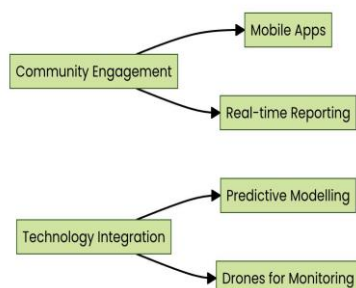 Mobile Apps
Community Engagement
Real-time Reporting
Predictive Modelling
Technology Integration
Drones for Monitoring